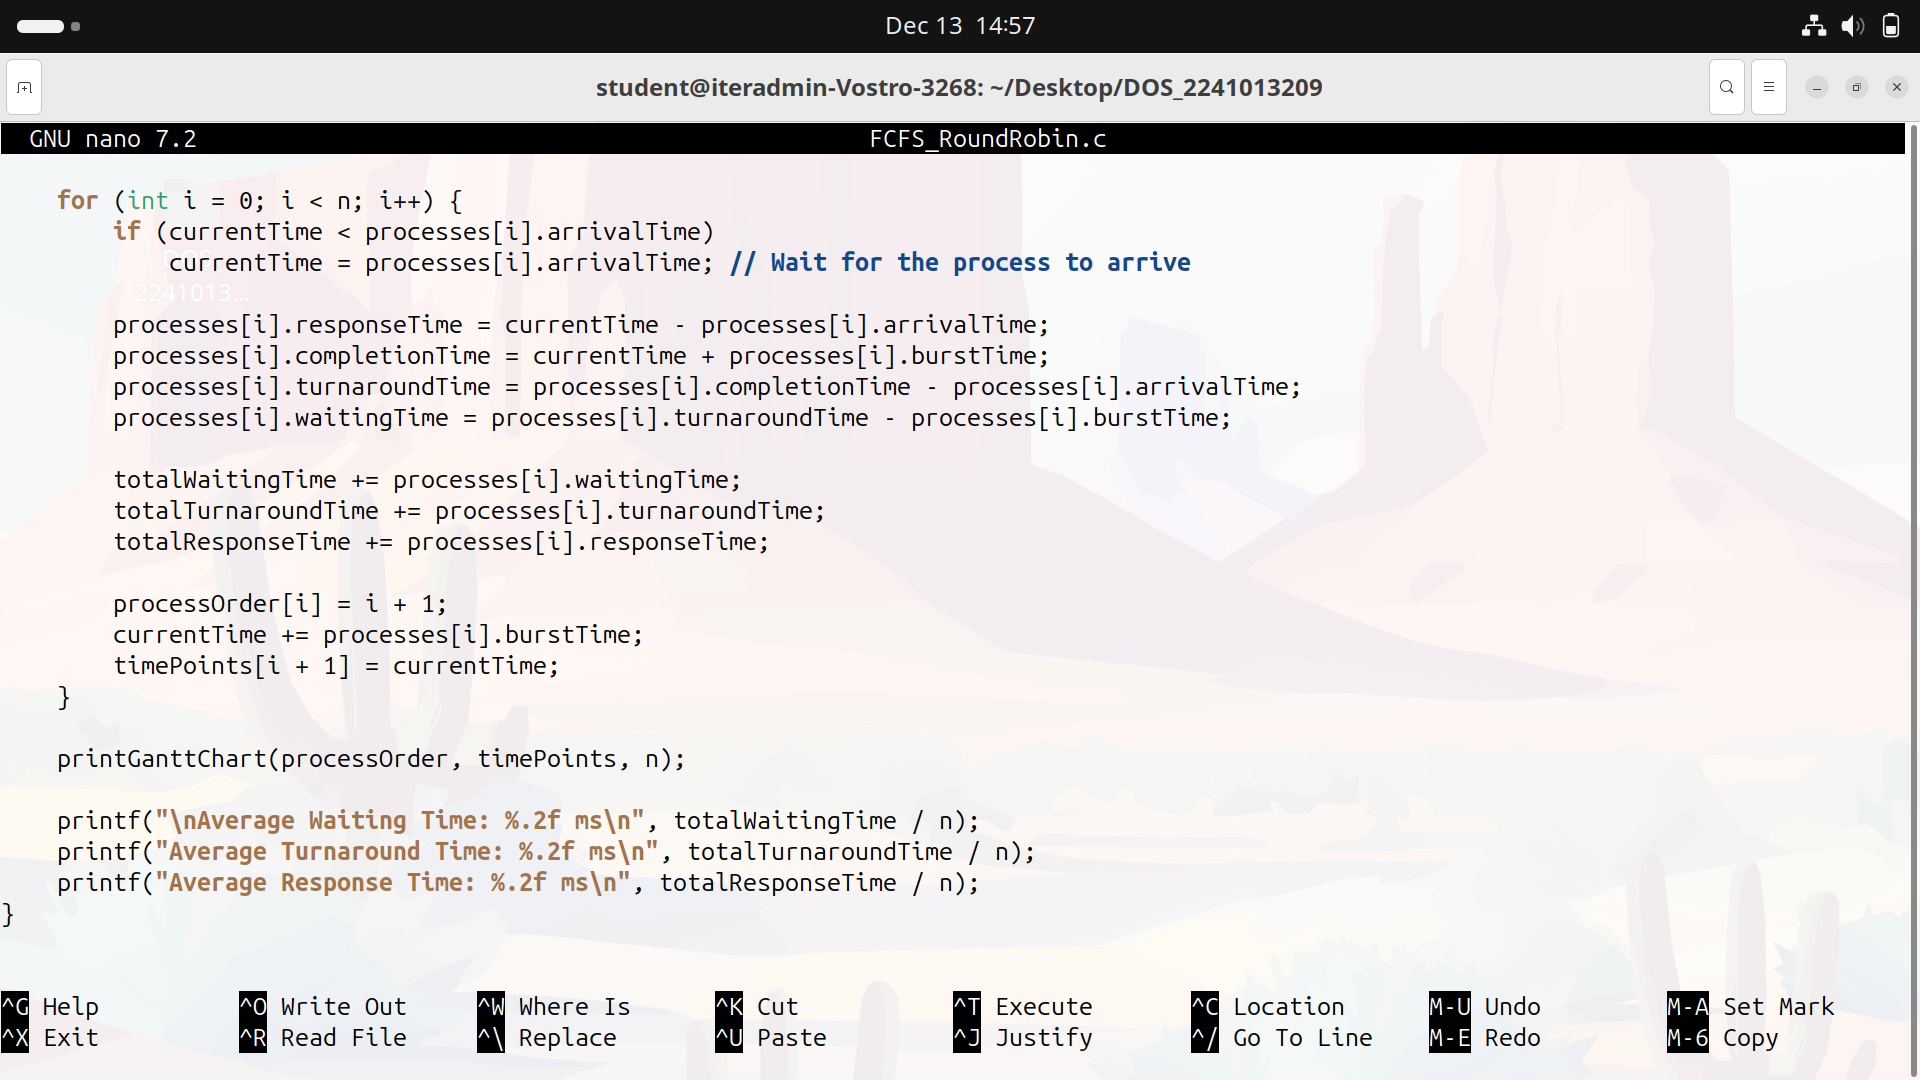 Dec 13 14:57
student@iteradmin-Vostro-3268: ~/Desktop/DOS_2241013209
GNU nano 7.2 FCFS_RoundRobin.c
for (int i = 0; i < n; i++) {
if (currentTime < processes[i].arrivalTime)
currentTime = processes[i].arrivalTime; // Wait for the process to arrive
2241013...
processes[i].responseTime = currentTime - processes[i].arrivalTime;
processes[i].completionTime = currentTime + processes[i].burstTime;
processes[i].turnaroundTime = processes[i].completionTime - processes[i].arrivalTime;
processes[i].waitingTime = processes[i].turnaroundTime - processes[i].burstTime;
totalWaitingTime += processes[i].waitingTime;
totalTurnaroundTime += processes[i].turnaroundTime;
totalResponseTime += processes[i].responseTime;
processOrder[i] = i + 1;
currentTime += processes[i].burstTime;
timePoints[i + 1] = currentTime;
}
printGanttChart(processOrder, timePoints, n);
printf("\nAverage Waiting Time: %.2f ms\n", totalWaitingTime / n);
printf("Average Turnaround Time: %.2f ms\n", totalTurnaroundTime / n);
printf("Average Response Time: %.2f ms\n", totalResponseTime / n);
}
^G Help ^O Write Out ^W Where Is ^K Cut ^T Execute ^C Location M-U Undo M-A Set Mark
^X Exit ^R Read File ^\ Replace ^U Paste ^J Justify ^/ Go To Line M-E Redo M-6 Copy